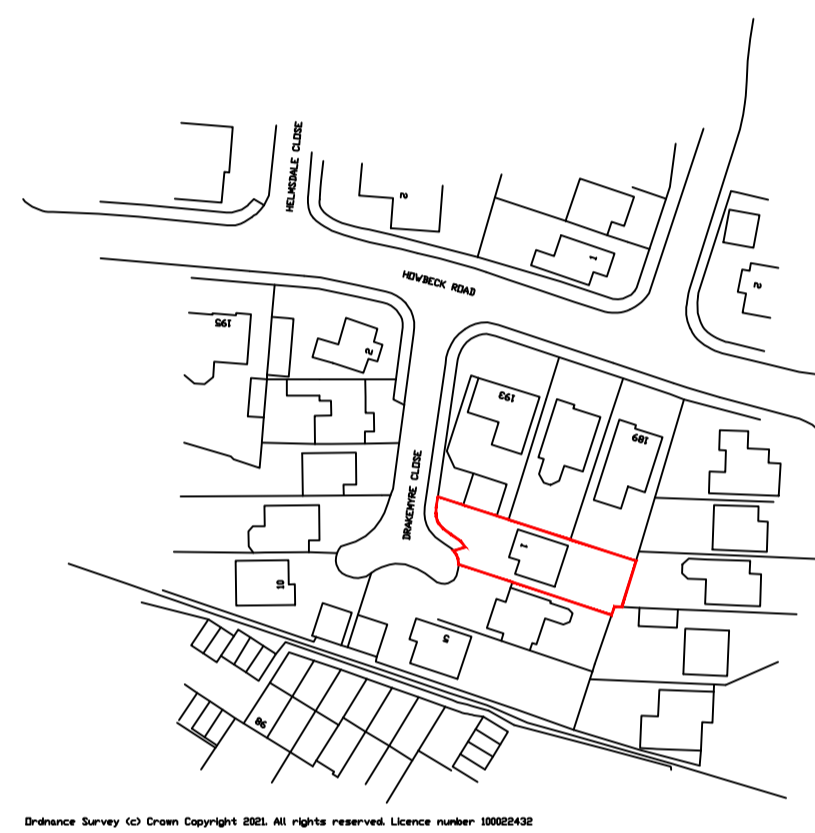 HELMSDALE CLOSE
2
1
2
HOWBECK ROAD
195
2
193
189
DRAKEMYRE CLOSE
1
10
5
86
Ordnance Survey (c) Crown Copyright 2021. All rights reserved. Licence number 100022432